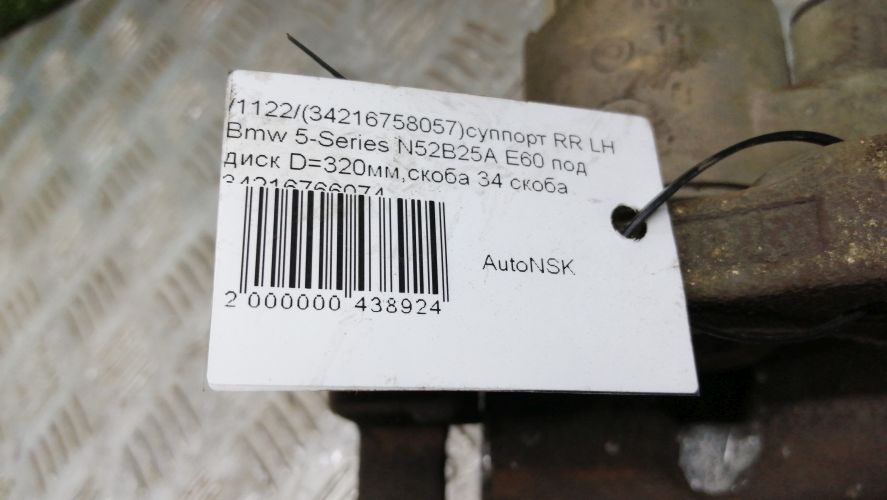 /1122/(34216758057)суппорт RR LH
Bmw 5-Series N52B25A E60 под
диск D=320мм,скоба 34 скоба
34216766074
AutoNSK
2 000000 438924